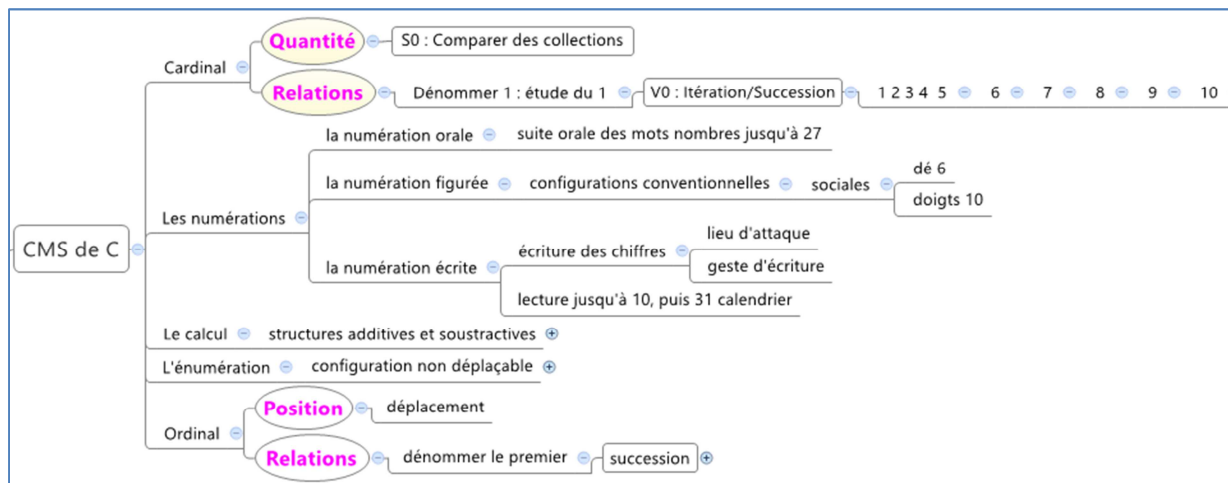 Quantité
S0 : Comparer des collections
Cardinal
Relations
Dénommer 1 : étude du 1
V0 : Itération/Succession
1 2 3 4 5 6 7 8 9 10
la numération orale
suite orale des mots nombres jusqu'à 27
la numération figurée
configurations conventionnelles
sociales
dé 6
doigts 10
Les numérations
CMS de C
la numération écrite
écriture des chiffres
lieu d'attaque
geste d'écriture
lecture jusqu'à 10, puis 31 calendrier
Le calcul
structures additives et soustractives
L'énumération
configuration non déplaçable
Position
déplacement
Ordinal
Relations
dénommer le premier
succession